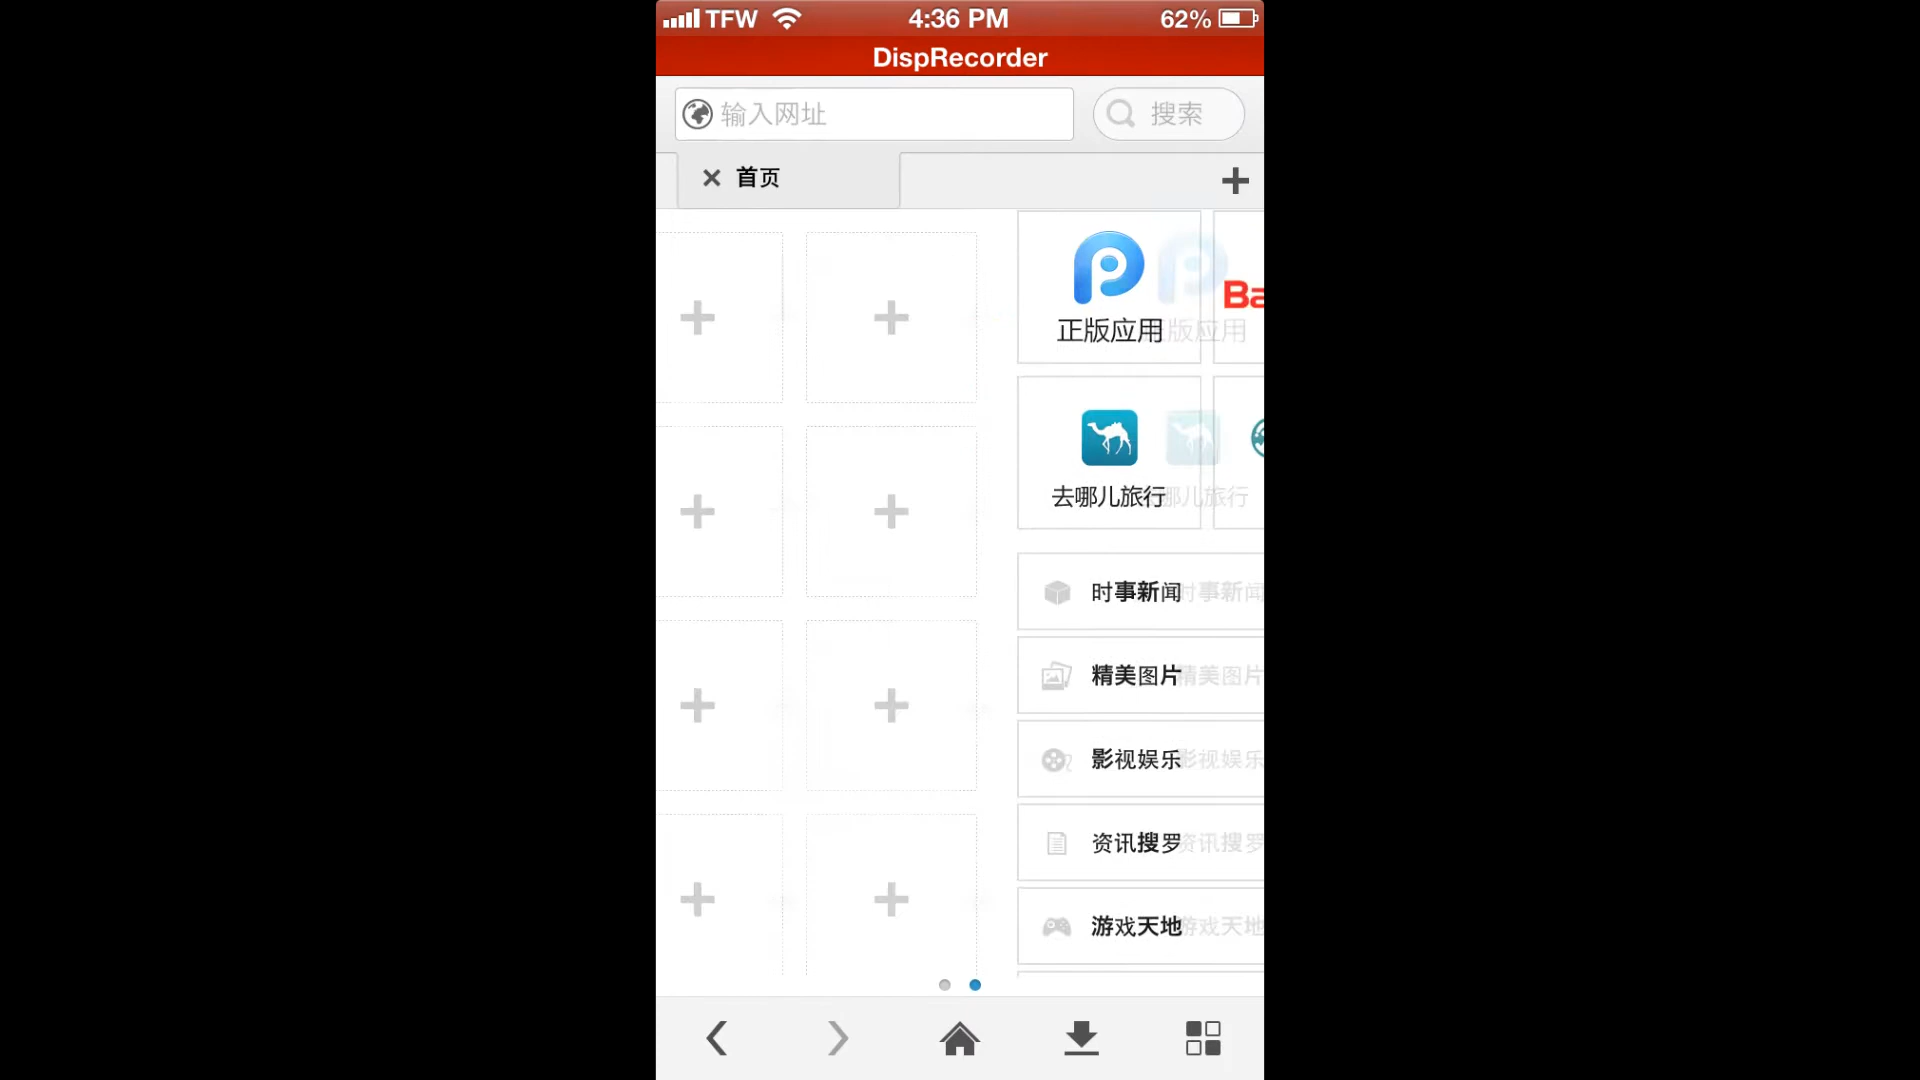 TFW 4:36 PM 62%
DispRecorder
输入网址 搜索
首页
正版应用
去哪儿旅行
时事新闻
精美图片
影视娱乐
资讯搜罗
游戏天地